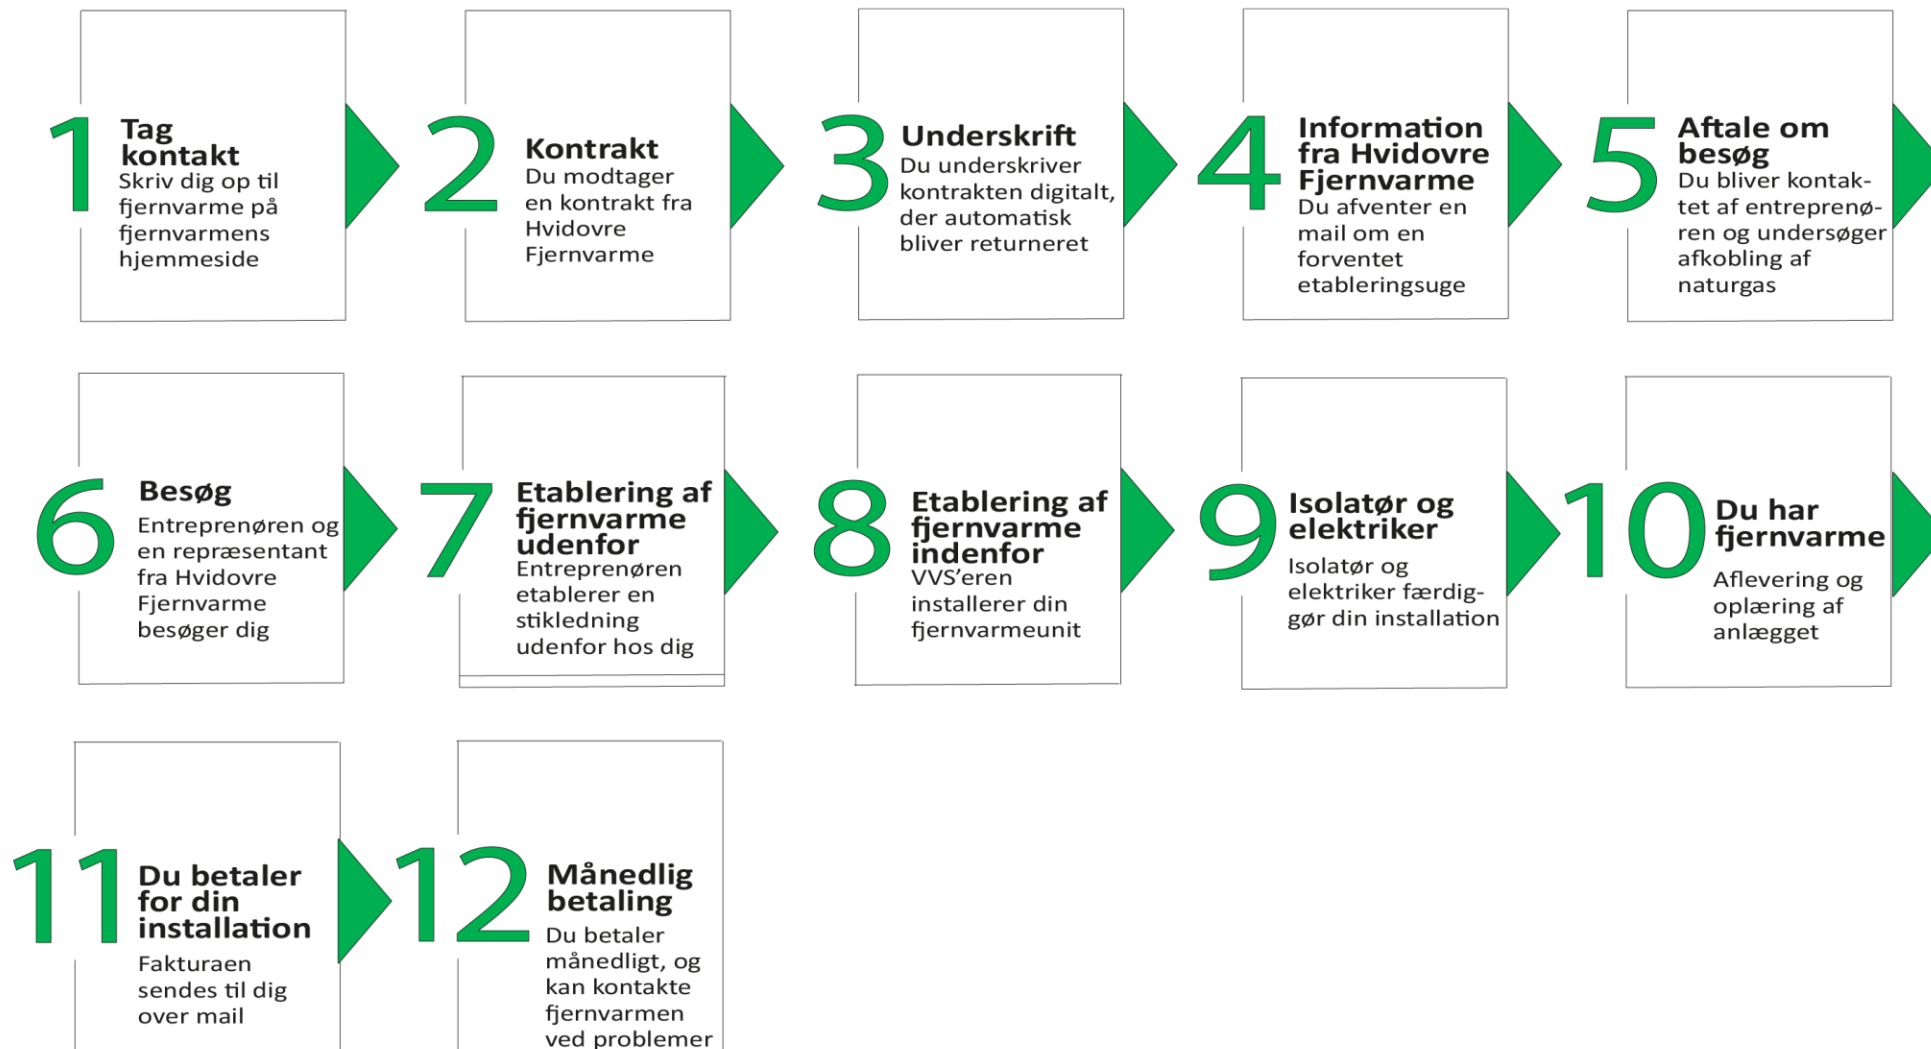 1
Tag
kontakt
Skriv dig op til
fjernvarme på
fjernvarmens
hjemmeside
2
Kontrakt
Du modtager
en kontrakt fra
Hvidovre
Fjernvarme
3
Underskrift
Du underskriver
kontrakten digitalt,
der automatisk
bliver returneret
4
Information
fra Hvidovre
Fjernvarme
Du afventer en
mail om en
forventet
etableringsuge
5
Aftale om
besøg
Du bliver kontak-
tet af entreprenø-
ren og undersøger
afkobling af
naturgas
6
Besøg
Entreprenøren og
en repræsentant
fra Hvidovre
Fjernvarme
besøger dig
7
Etablering af
fjernvarme
udenfor
Entreprenøren
etablerer en
stikledning
udenfor hos dig
8
Etablering af
fjernvarme
indenfor
VVS'eren
installerer din
fjernvarmeunit
9
Isolatør og
elektriker
Isolatør og
elektriker færdig-
gør din installation
10
Du har
fjernvarme
Aflevering og
oplæring af
anlægget
11
Du betaler
for din
installation
Fakturaen
sendes til dig
over mail
12
Månedlig
betaling
Du betaler
månedligt, og
kan kontakte
fjernvarmen
ved problemer